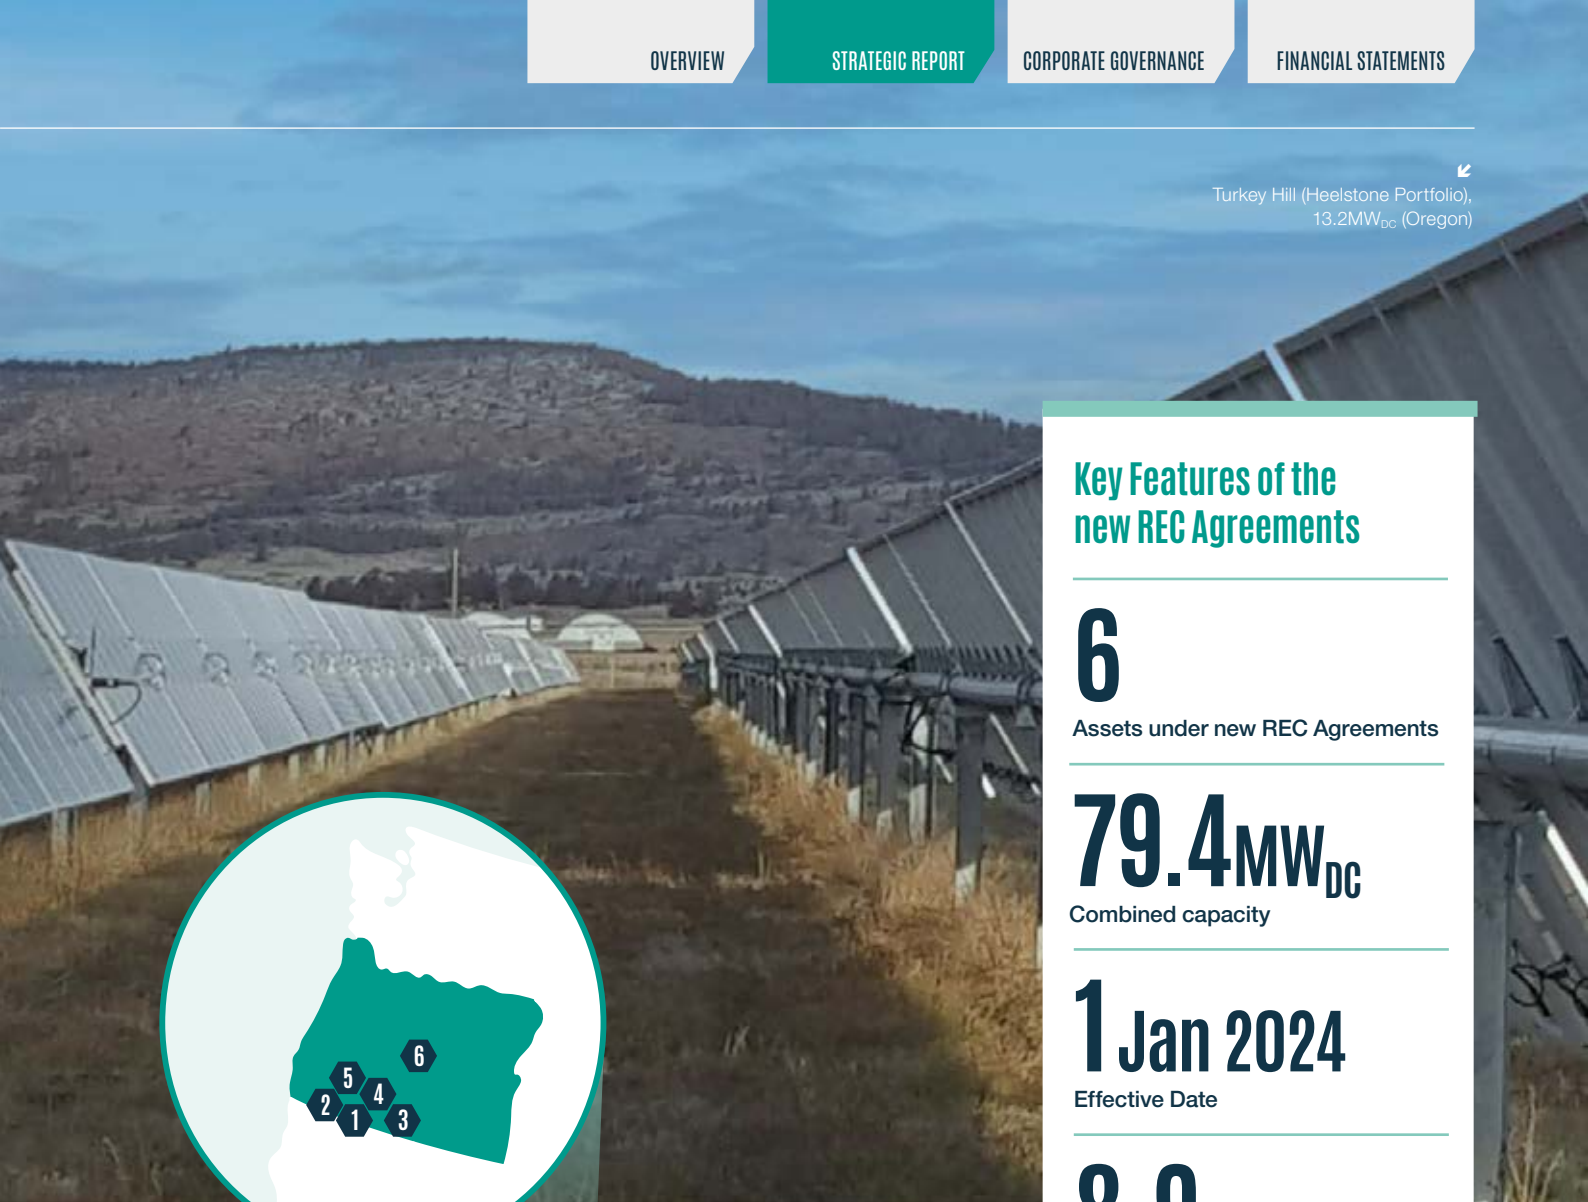 OVERVIEW
STRATEGIC REPORT
CORPORATE GOVERNANCE
FINANCIAL STATEMENTS
Turkey Hill (Heelstone Portfolio),
13.2MWDC (Oregon)
Key Features of the
new REC Agreements
6
Assets under new REC Agreements
79.4MWDC
Combined capacity
1 Jan 2024
Effective Date
6
5
4
2
1
3